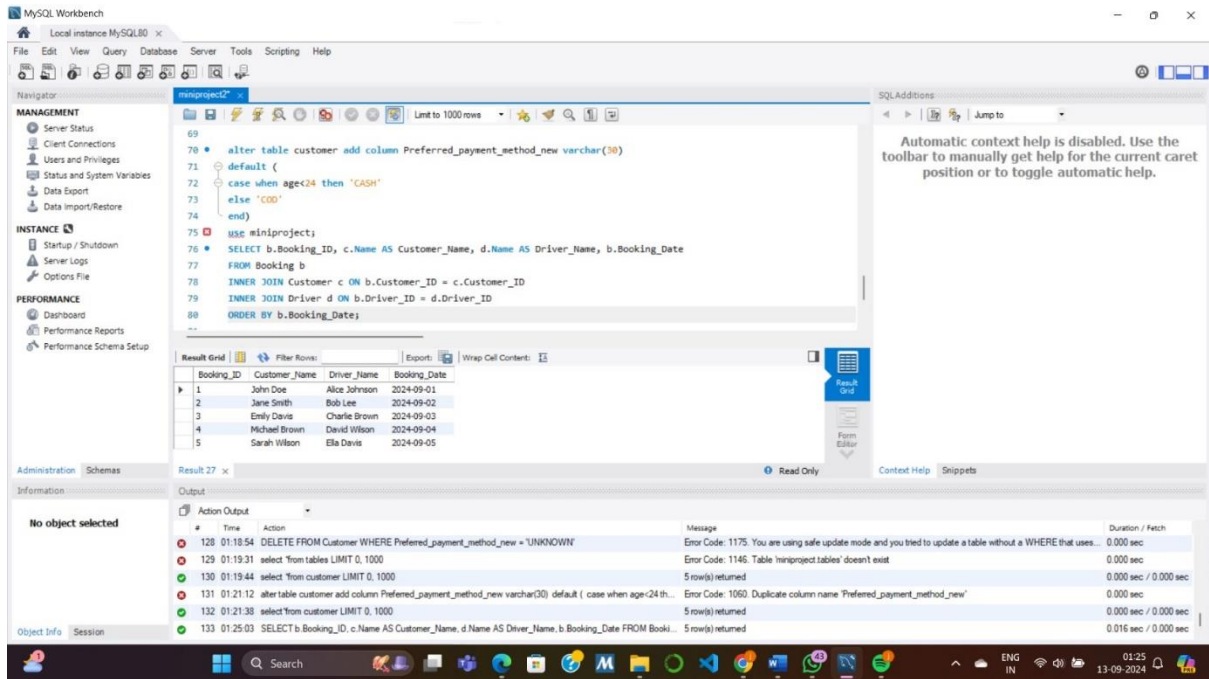 MySQL Workbench
Local instance MySQL80
File Edit View Query Database Server Tools Scripting Help
Navigator
MANAGEMENT
Server Status
Client Connections
Users and Privileges
Status and System Variables
Data Export
Data Import/Restore
INSTANCE
Startup / Shutdown
Server Logs
Options File
PERFORMANCE
Dashboard
Performance Reports
Performance Schema Setup
Administration Schemas
Information
No object selected
Object Info Session
miniproject2*
Limit to 1000 rows
69
70 alter table customer add column Preferred_payment_method_new varchar(30)
71 default (
72 case when age<24 then 'CASH'
73 else 'COD'
74 end)
75 use miniproject;
76 SELECT b.Booking_ID, c.Name AS Customer_Name, d.Name AS Driver_Name, b.Booking_Date
77 FROM Booking b
78 INNER JOIN Customer c ON b.Customer_ID = c.Customer_ID
79 INNER JOIN Driver d ON b.Driver_ID = d.Driver_ID
80 ORDER BY b.Booking_Date;
Result Grid Filter Rows: Export: Wrap Cell Content:
Booking_ID Customer_Name Driver_Name Booking_Date
1 John Doe Alice Johnson 2024-09-01
2 Jane Smith Bob Lee 2024-09-02
3 Emily Davis Charlie Brown 2024-09-03
4 Michael Brown David Wilson 2024-09-04
5 Sarah Wilson Ella Davis 2024-09-05
Result Grid
Form Editor
Result 27 Read Only
SQLAdditions
Jump to
Automatic context help is disabled. Use the
toolbar to manually get help for the current caret
position or to toggle automatic help.
Context Help Snippets
Output
Action Output
# Time Action Message Duration / Fetch
128 01:18:54 DELETE FROM Customer WHERE Preferred_payment_method_new = 'UNKNOWN' Error Code: 1175. You are using safe update mode and you tried to update a table without a WHERE that uses... 0.000 sec
129 01:19:31 select *from tables LIMIT 0, 1000 Error Code: 1146. Table 'miniproject.tables' doesn't exist 0.000 sec
130 01:19:44 select *from customer LIMIT 0, 1000 5 row(s) returned 0.000 sec / 0.000 sec
131 01:21:12 alter table customer add column Preferred_payment_method_new varchar(30) default ( case when age<24 th... Error Code: 1060. Duplicate column name 'Preferred_payment_method_new' 0.000 sec
132 01:21:38 select*from customer LIMIT 0, 1000 5 row(s) returned 0.000 sec / 0.000 sec
133 01:25:03 SELECT b.Booking_ID, c.Name AS Customer_Name, d.Name AS Driver_Name, b.Booking_Date FROM Booki... 5 row(s) returned 0.016 sec / 0.000 sec
Search
43
ENG
IN
01:25
13-09-2024